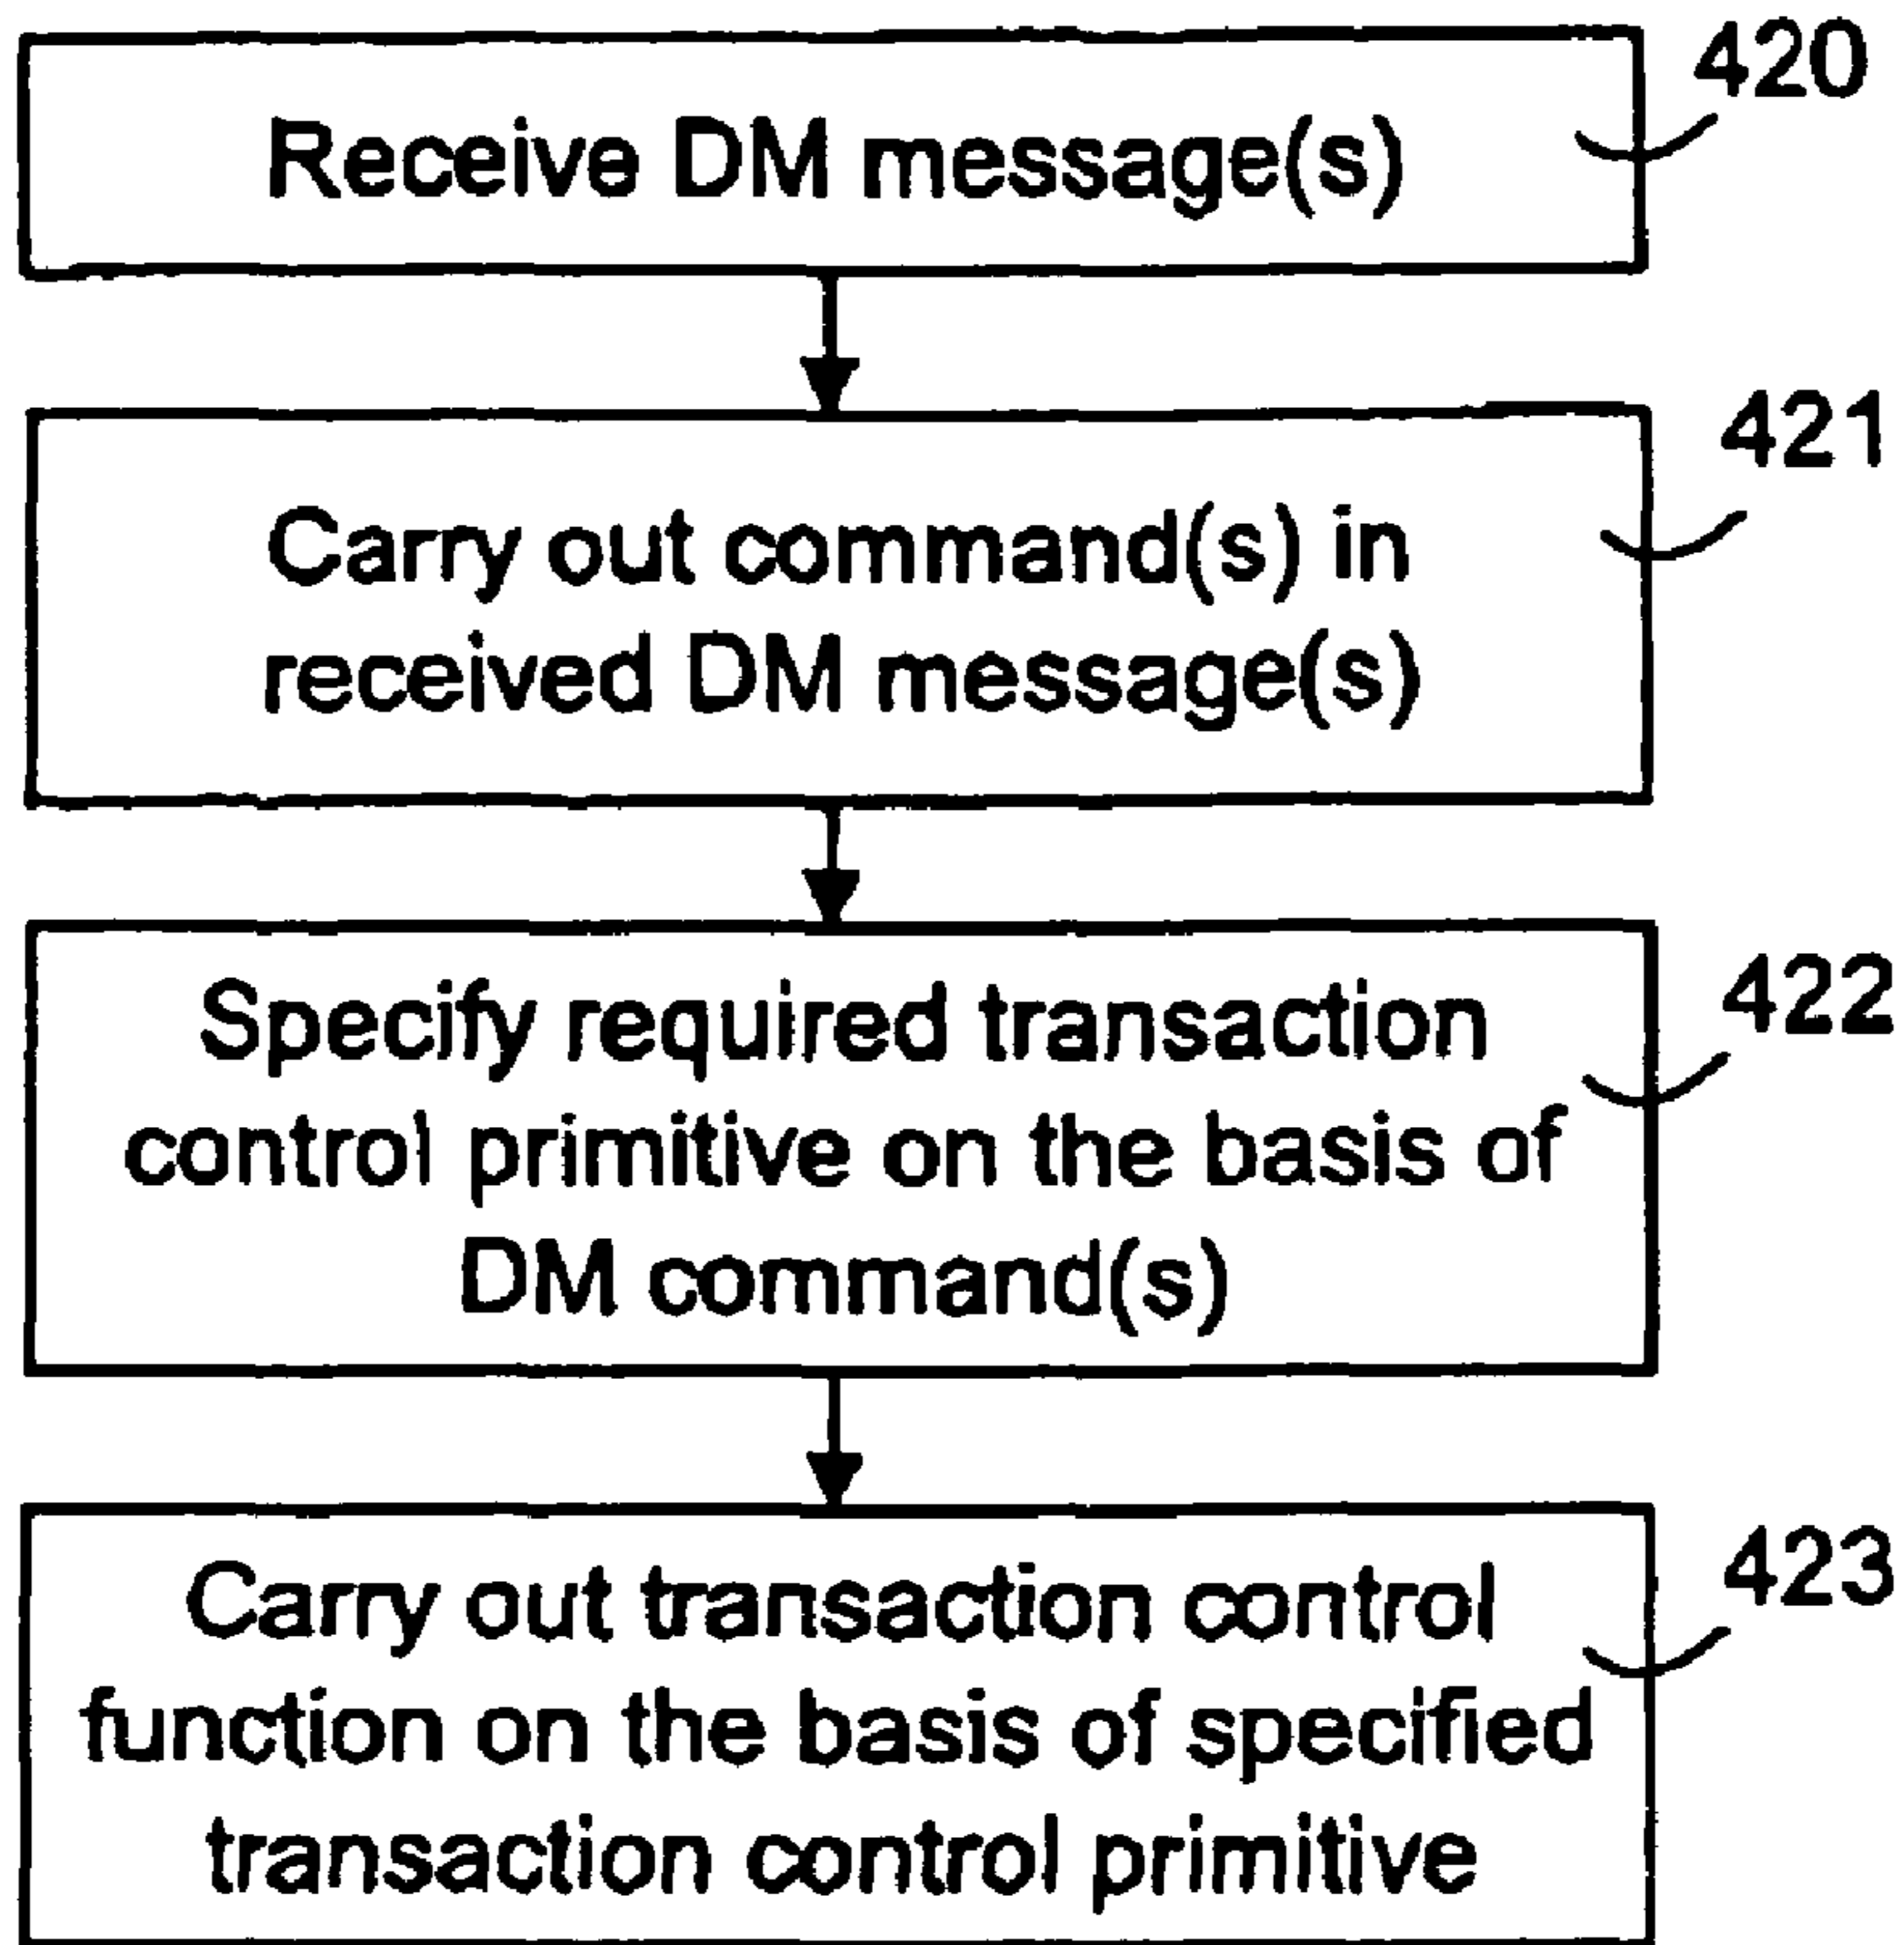 420
Receive DM message(s)
421
Carry out command(s) in
received DM message(s)
422
Specify required transaction
control primitive on the basis of
DM command(s)
423
Carry out transaction control
function on the basis of specified
transaction control primitive